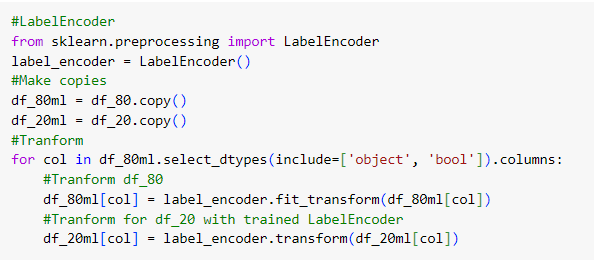 #LabelEncoder
from sklearn.preprocessing import LabelEncoder
label_encoder = LabelEncoder()
#Make copies
df_80ml = df_80.copy()
df_20ml = df_20.copy()
#Tranform
for col in df_80ml.select_dtypes(include=['object', 'bool']).columns:
    #Tranform df_80
    df_80ml[col] = label_encoder.fit_transform(df_80ml[col])
    #Tranform for df_20 with trained LabelEncoder
    df_20ml[col] = label_encoder.transform(df_20ml[col])